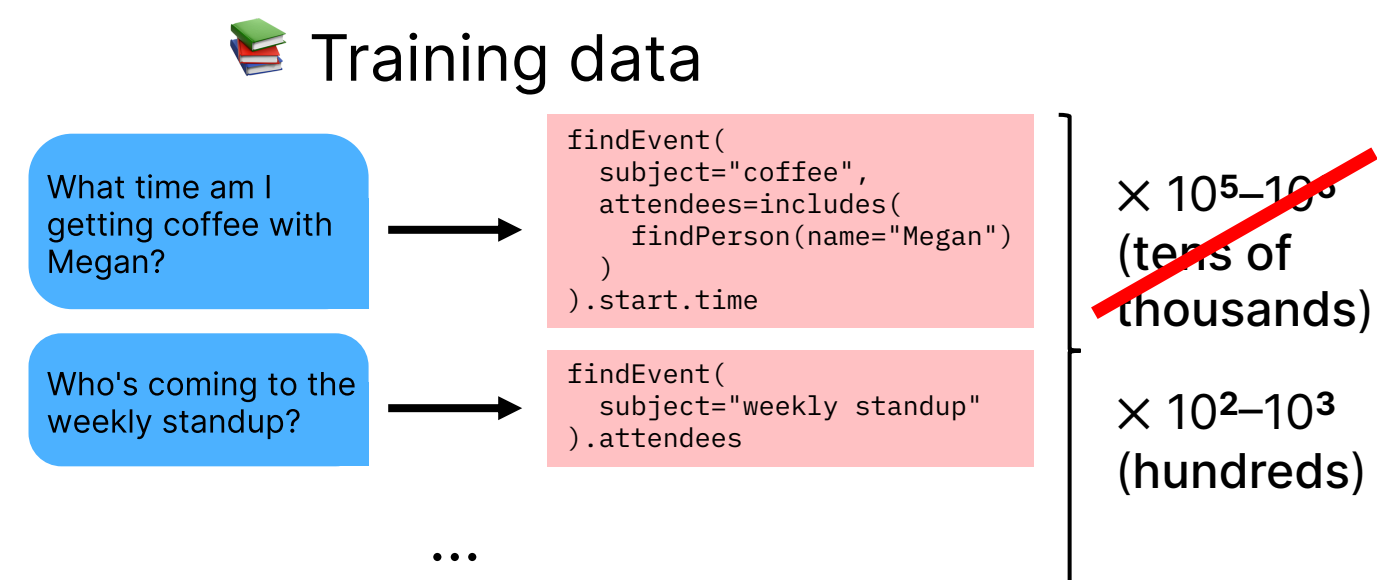 Training data
What time am I
getting coffee with
Megan?
findEvent(
  subject="coffee",
  attendees=includes(
    findPerson(name="Megan")
  )
).start.time
Who's coming to the
weekly standup?
findEvent(
  subject="weekly standup"
).attendees
...
× 10⁵–10⁶
(tens of
thousands)
× 10²–10³
(hundreds)